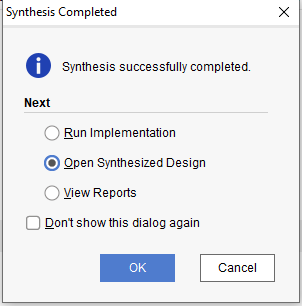 Synthesis Completed
Synthesis successfully completed.
Next
Run Implementation
Open Synthesized Design
View Reports
Don't show this dialog again
OK
Cancel